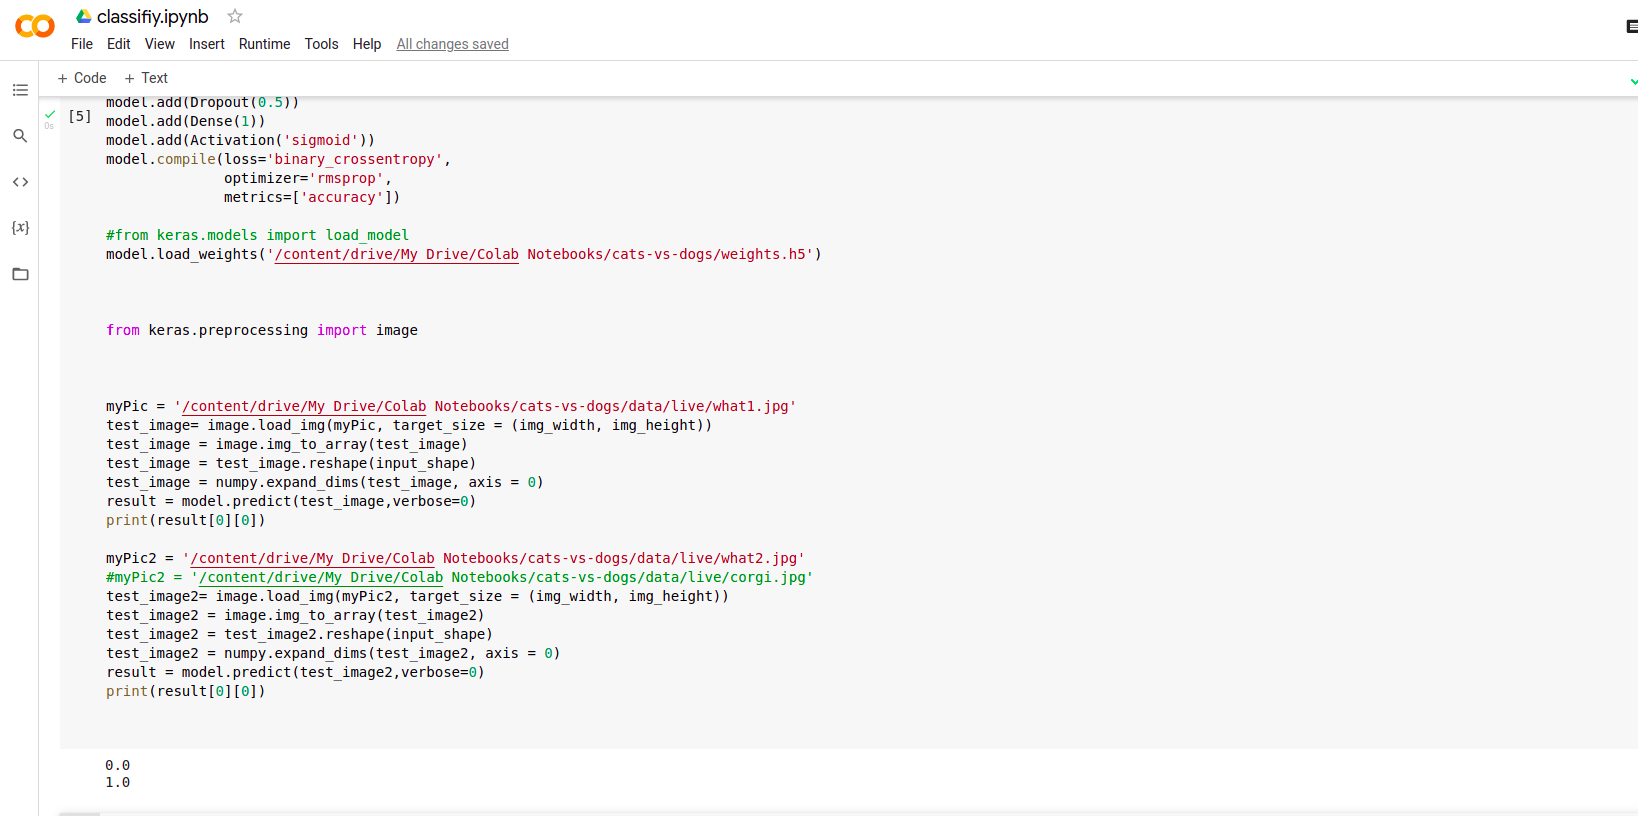 classifiy.ipynb
File Edit View Insert Runtime Tools Help All changes saved
+ Code + Text
model.add(Dropout(0.5))
[5] model.add(Dense(1))
0s
model.add(Activation('sigmoid'))
model.compile(loss='binary_crossentropy',
optimizer='rmsprop',
metrics=['accuracy'])
#from keras.models import load_model
model.load_weights('/content/drive/My Drive/Colab Notebooks/cats-vs-dogs/weights.h5')
{x}
from keras.preprocessing import image
myPic = '/content/drive/My Drive/Colab Notebooks/cats-vs-dogs/data/live/what1.jpg'
test_image= image.load_img(myPic, target_size = (img_width, img_height))
test_image = image.img_to_array(test_image)
test_image = test_image.reshape(input_shape)
test_image = numpy.expand_dims(test_image, axis = 0)
result = model.predict(test_image,verbose=0)
print(result[0][0])
myPic2 = '/content/drive/My Drive/Colab Notebooks/cats-vs-dogs/data/live/what2.jpg'
#myPic2 = '/content/drive/My Drive/Colab Notebooks/cats-vs-dogs/data/live/corgi.jpg'
test_image2= image.load_img(myPic2, target_size = (img_width, img_height))
test_image2 = image.img_to_array(test_image2)
test_image2 = test_image2.reshape(input_shape)
test_image2 = numpy.expand_dims(test_image2, axis = 0)
result = model.predict(test_image2,verbose=0)
print(result[0][0])
0.0
1.0